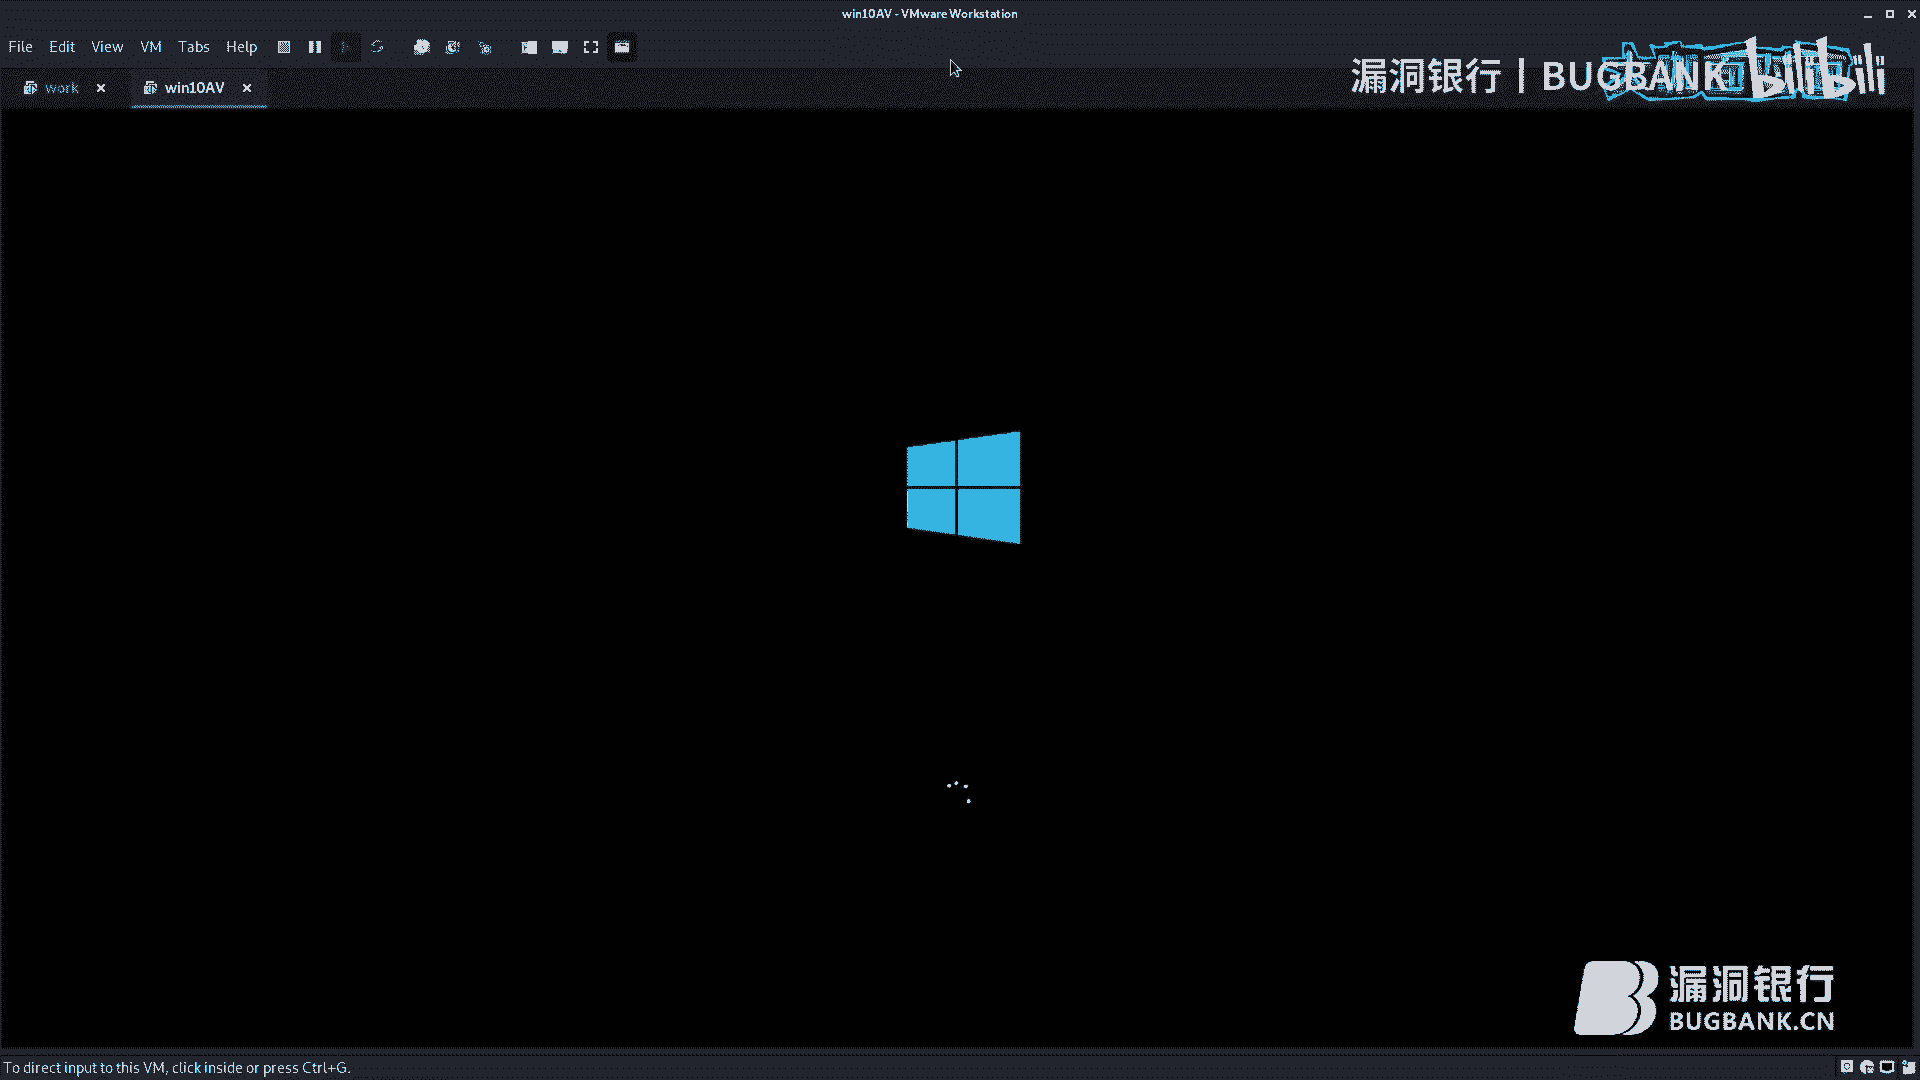 win10AV - VMware Workstation
File Edit View VM Tabs Help
漏洞银行 | BUGBANK bilibili
work win10AV
漏洞银行
BUGBANK.CN
To direct input to this VM, click inside or press Ctrl+G.